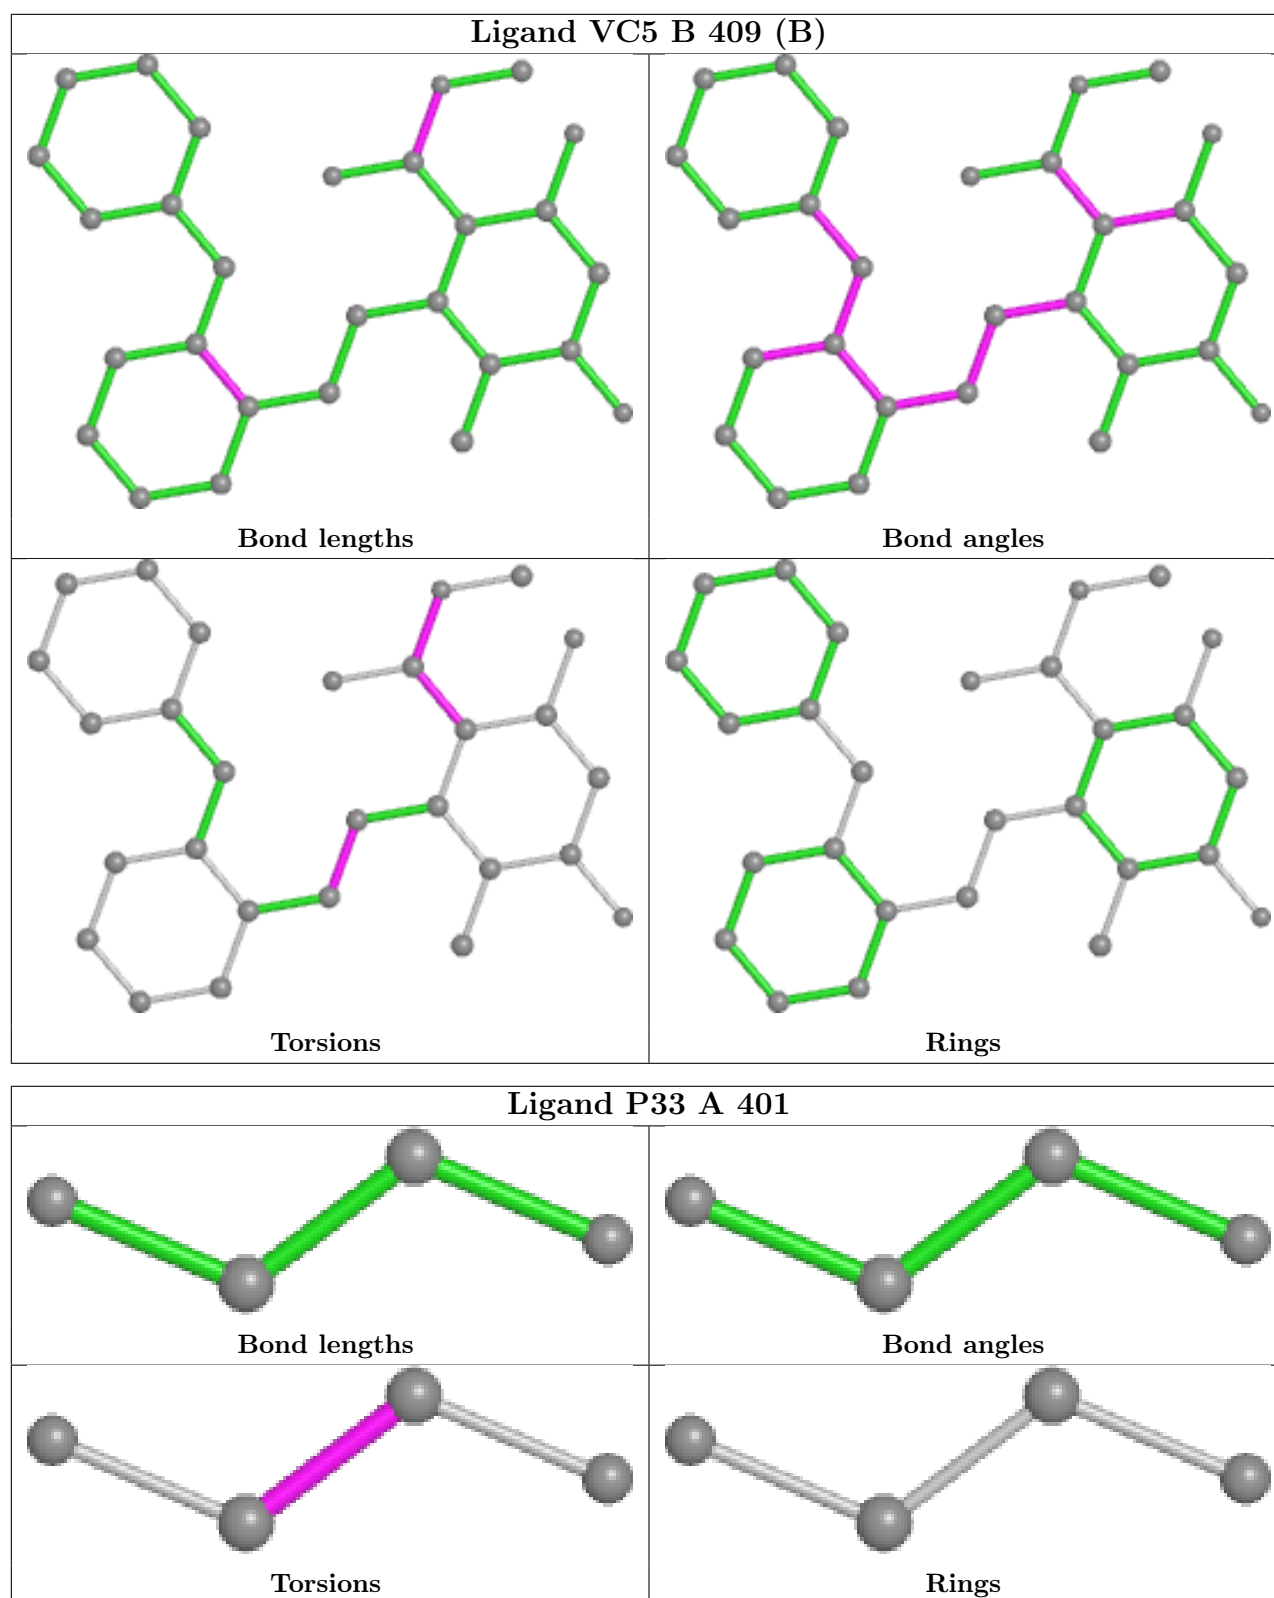 Ligand VC5 B 409 (B)
Bond lengths
Bond angles
Torsions
Rings
Ligand P33 A 401
Bond lengths
Bond angles
Torsions
Rings